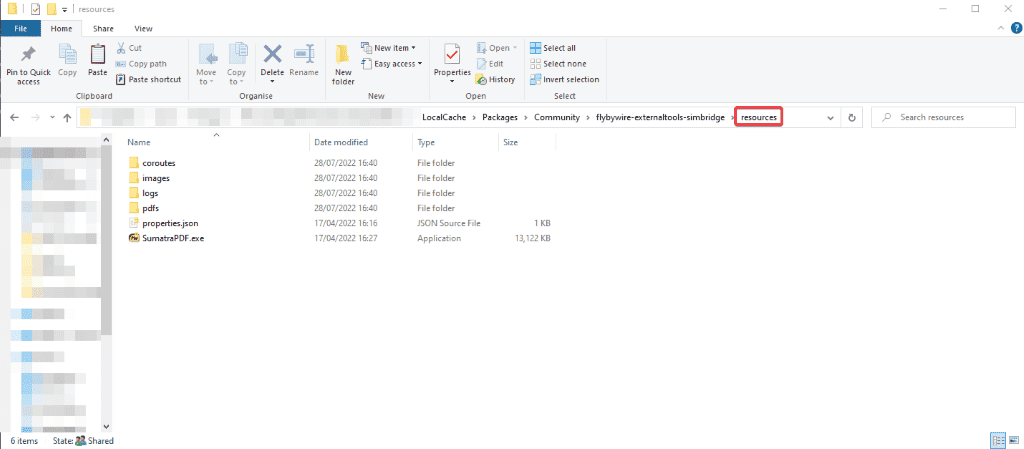 resources
File Home Share View
Pin to Quick access
Copy
Paste
Cut
Copy path
Paste shortcut
Clipboard
Move to
Copy to
Delete
Rename
Organise
New folder
New item
Easy access
New
Properties
Open
Edit
History
Open
Select all
Select none
Invert selection
Select
LocalCache > Packages > Community > flybywire-externaltools-simbridge > resources
Search resources
Name Date modified Type Size
coroutes 28/07/2022 16:40 File folder
images 28/07/2022 16:40 File folder
logs 28/07/2022 16:40 File folder
pdfs 28/07/2022 16:40 File folder
properties.json 17/04/2022 16:16 JSON Source File 1 KB
SumatraPDF.exe 17/04/2022 16:27 Application 13,122 KB
6 items State: Shared